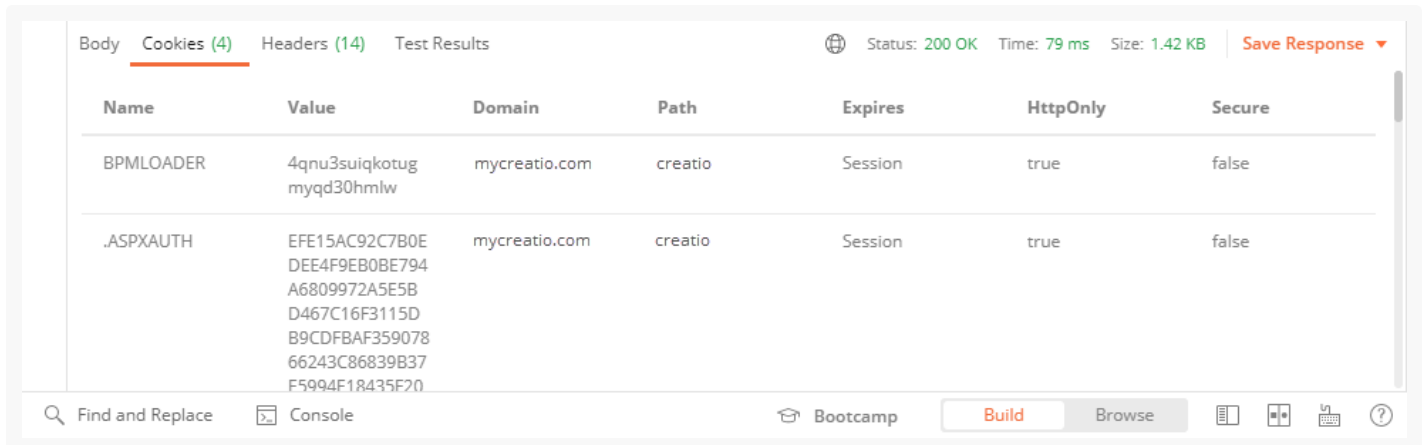 Body Cookies (4) Headers (14) Test Results Status: 200 OK Time: 79 ms Size: 1.42 KB Save Response
Name Value Domain Path Expires HttpOnly Secure
BPMLOADER 4qnu3suiqkotug mycreatio.com creatio Session true false
myqd30hmlw
.ASPXAUTH EFE15AC92C7B0E mycreatio.com creatio Session true false
DEE4F9EB0BE794
A6809972A5E5B
D467C16F3115D
B9CDFBAF359078
66243C86839B37
F5994F18435F20
Find and Replace Console Bootcamp Build Browse